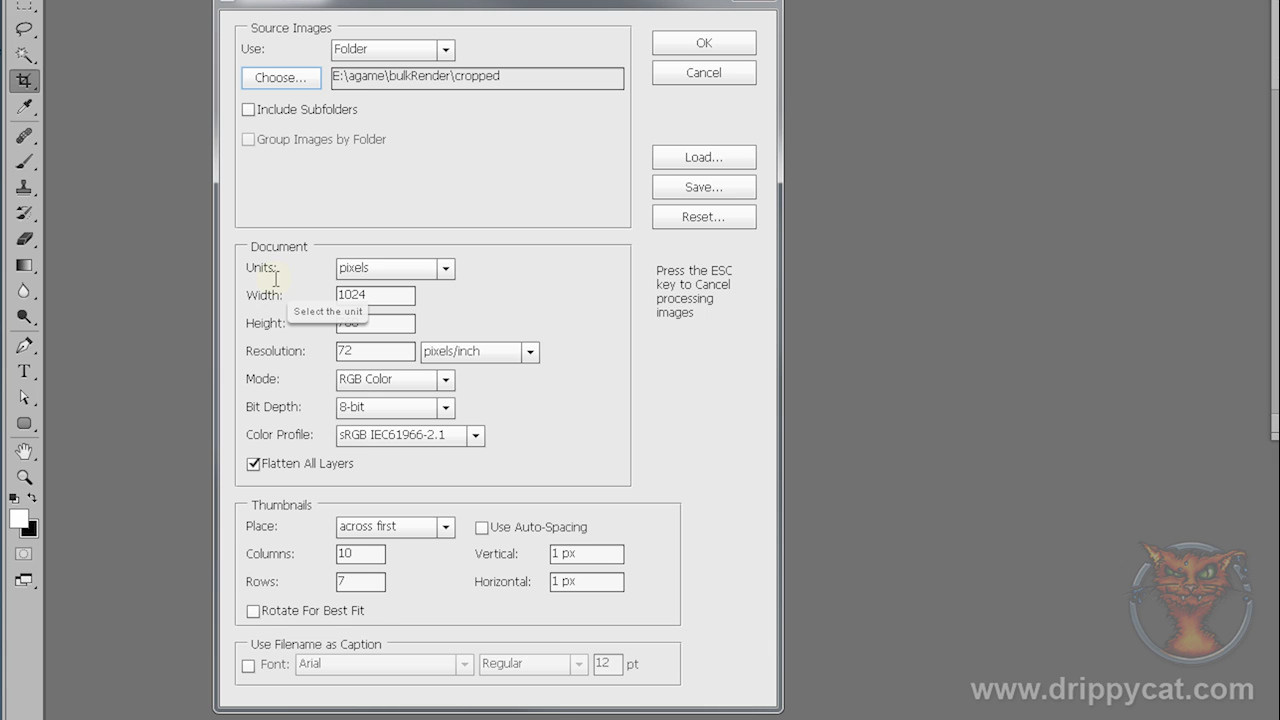 Source Images
Use: Folder
OK
Choose... E:\agame\bulkRender\cropped
Cancel
Include Subfolders
Group Images by Folder
Load...
Save...
Reset...
Document
Units: pixels
Press the ESC
key to Cancel
processing
images
Width: 1024
Select the unit
Height:
Resolution: 72 pixels/inch
Mode: RGB Color
Bit Depth: 8-bit
Color Profile: sRGB IEC61966-2.1
Flatten All Layers
Thumbnails
Place: across first Use Auto-Spacing
Columns: 10 Vertical: 1 px
Rows: 7 Horizontal: 1 px
Rotate For Best Fit
Use Filename as Caption
Font: Arial Regular 12 pt
www.drippycat.com